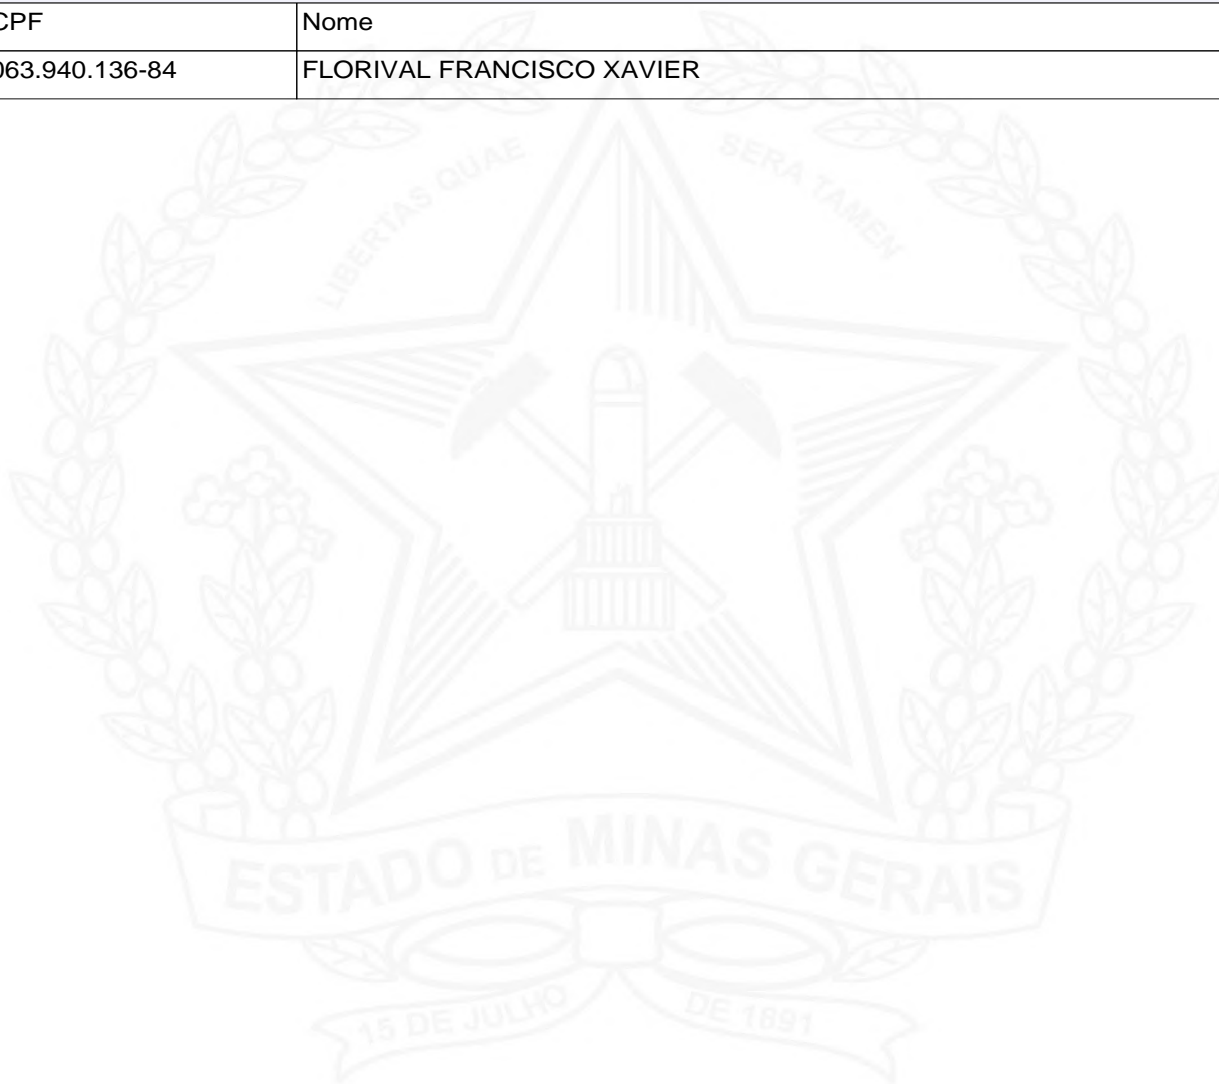 CPF Nome
063.940.136-84 FLORIVAL FRANCISCO XAVIER
LIBERTAS QUAE SERA TAMEN
ESTADO DE MINAS GERAIS
15 DE JULHO DE 1891